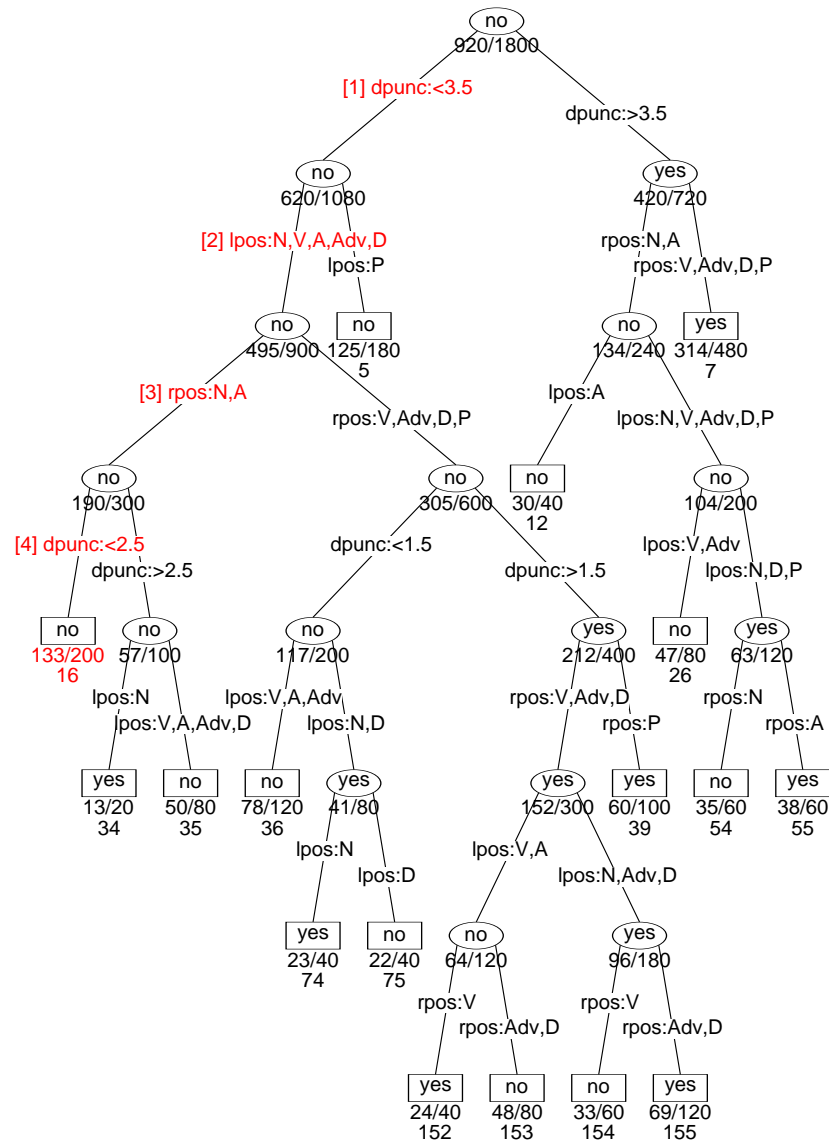 no
920/1800
[1] dpunc:<3.5
dpunc:>3.5
no
620/1080
yes
420/720
[2] lpos:N,V,A,Adv,D
lpos:P
rpos:N,A
rpos:V,Adv,D,P
no
495/900
no
125/180
5
no
134/240
yes
314/480
7
[3] rpos:N,A
rpos:V,Adv,D,P
lpos:A
lpos:N,V,Adv,D,P
no
190/300
no
305/600
no
30/40
12
no
104/200
[4] dpunc:<2.5
dpunc:>2.5
dpunc:<1.5
dpunc:>1.5
lpos:V,Adv
lpos:N,D,P
no
133/200
16
no
57/100
no
117/200
yes
212/400
no
47/80
26
yes
63/120
lpos:N
lpos:V,A,Adv,D
lpos:V,A,Adv
lpos:N,D
rpos:V,Adv,D
rpos:P
rpos:N
rpos:A
yes
13/20
34
no
50/80
35
no
78/120
36
yes
41/80
yes
152/300
yes
60/100
39
no
35/60
54
yes
38/60
55
lpos:N
lpos:D
lpos:V,A
lpos:N,Adv,D
yes
23/40
74
no
22/40
75
no
64/120
yes
96/180
rpos:V
rpos:Adv,D
rpos:V
rpos:Adv,D
yes
24/40
152
no
48/80
153
no
33/60
154
yes
69/120
155